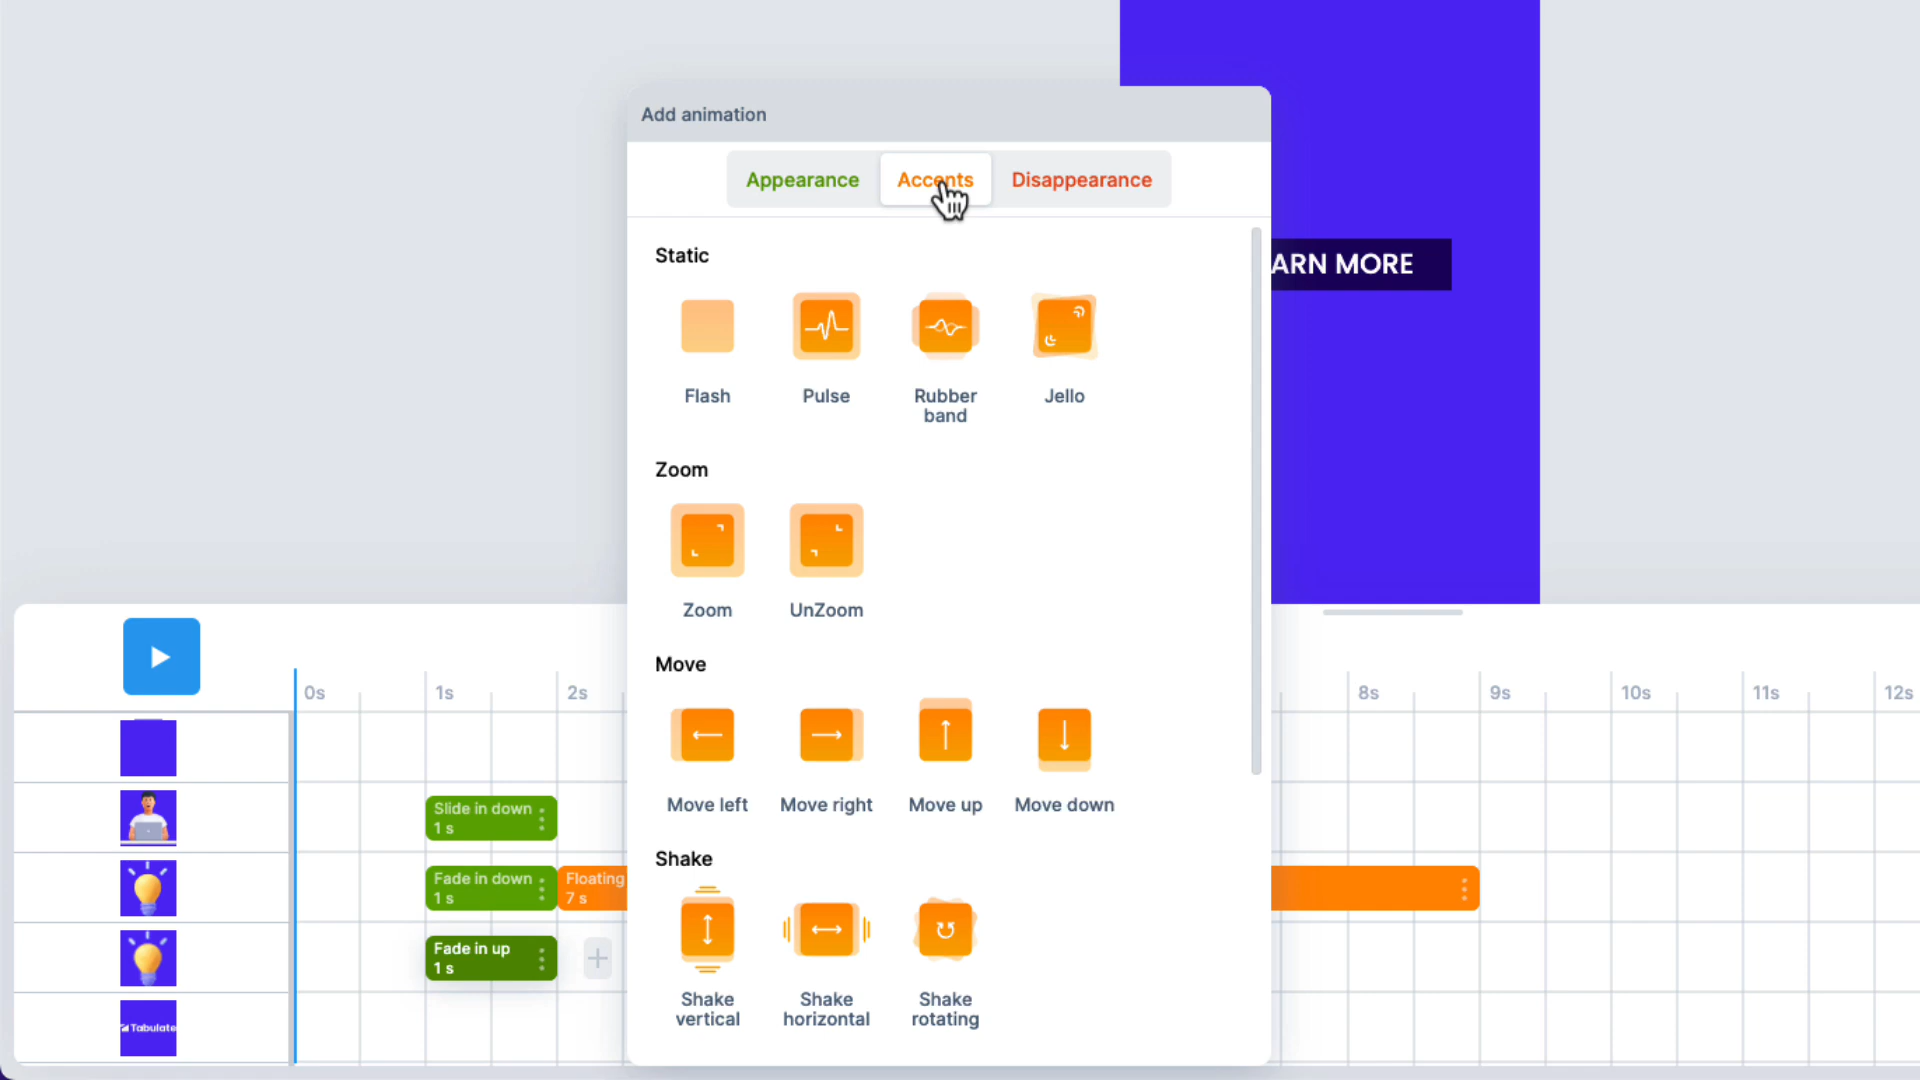 Add animation
Appearance
Accents
Disappearance
Static
Flash
Pulse
Rubber
band
Jello
Zoom
Zoom
UnZoom
Move
Move left
Move right
Move up
Move down
Shake
Shake
vertical
Shake
horizontal
Shake
rotating
ARN MORE
0s
1s
2s
8s
9s
10s
11s
12s
Slide in down
1 s
Fade in down
1 s
Floating
7 s
Fade in up
1 s
Tabulate